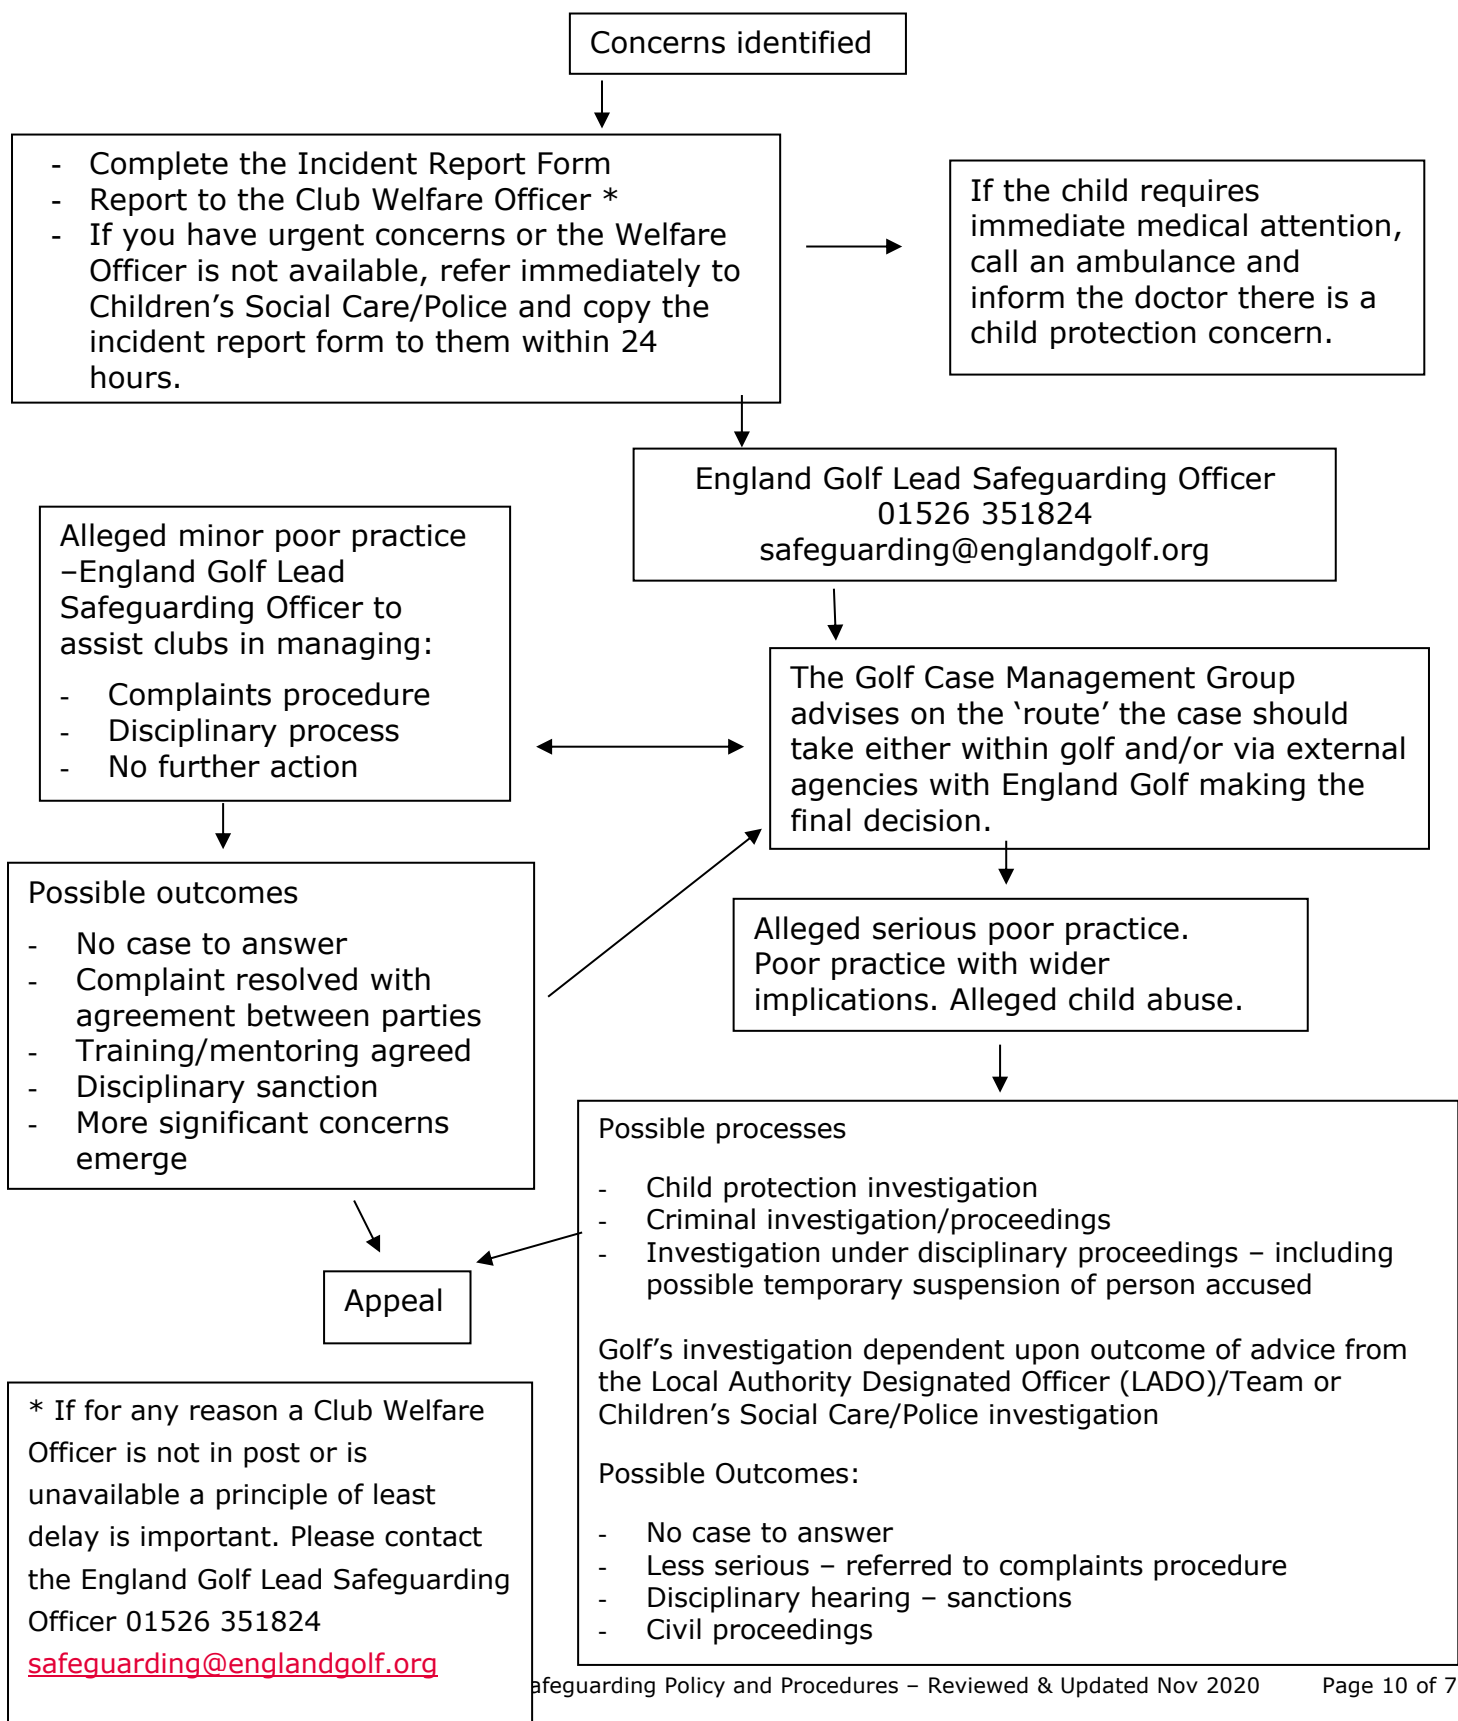 Concerns identified
- Complete the Incident Report Form
- Report to the Club Welfare Officer *
- If you have urgent concerns or the Welfare
Officer is not available, refer immediately to
Children’s Social Care/Police and copy the
incident report form to them within 24
hours.
If the child requires
immediate medical attention,
call an ambulance and
inform the doctor there is a
child protection concern.
England Golf Lead Safeguarding Officer
01526 351824
safeguarding@englandgolf.org
Alleged minor poor practice
–England Golf Lead
Safeguarding Officer to
assist clubs in managing:
- Complaints procedure
- Disciplinary process
- No further action
The Golf Case Management Group
advises on the ‘route’ the case should
take either within golf and/or via external
agencies with England Golf making the
final decision.
Possible outcomes
- No case to answer
- Complaint resolved with
agreement between parties
- Training/mentoring agreed
- Disciplinary sanction
- More significant concerns
emerge
Alleged serious poor practice.
Poor practice with wider
implications. Alleged child abuse.
Possible processes
- Child protection investigation
- Criminal investigation/proceedings
- Investigation under disciplinary proceedings – including
possible temporary suspension of person accused
Golf’s investigation dependent upon outcome of advice from
the Local Authority Designated Officer (LADO)/Team or
Children’s Social Care/Police investigation
Possible Outcomes:
- No case to answer
- Less serious – referred to complaints procedure
- Disciplinary hearing – sanctions
- Civil proceedings
Appeal
* If for any reason a Club Welfare
Officer is not in post or is
unavailable a principle of least
delay is important. Please contact
the England Golf Lead Safeguarding
Officer 01526 351824
safeguarding@englandgolf.org
afeguarding Policy and Procedures – Reviewed & Updated Nov 2020 Page 10 of 7